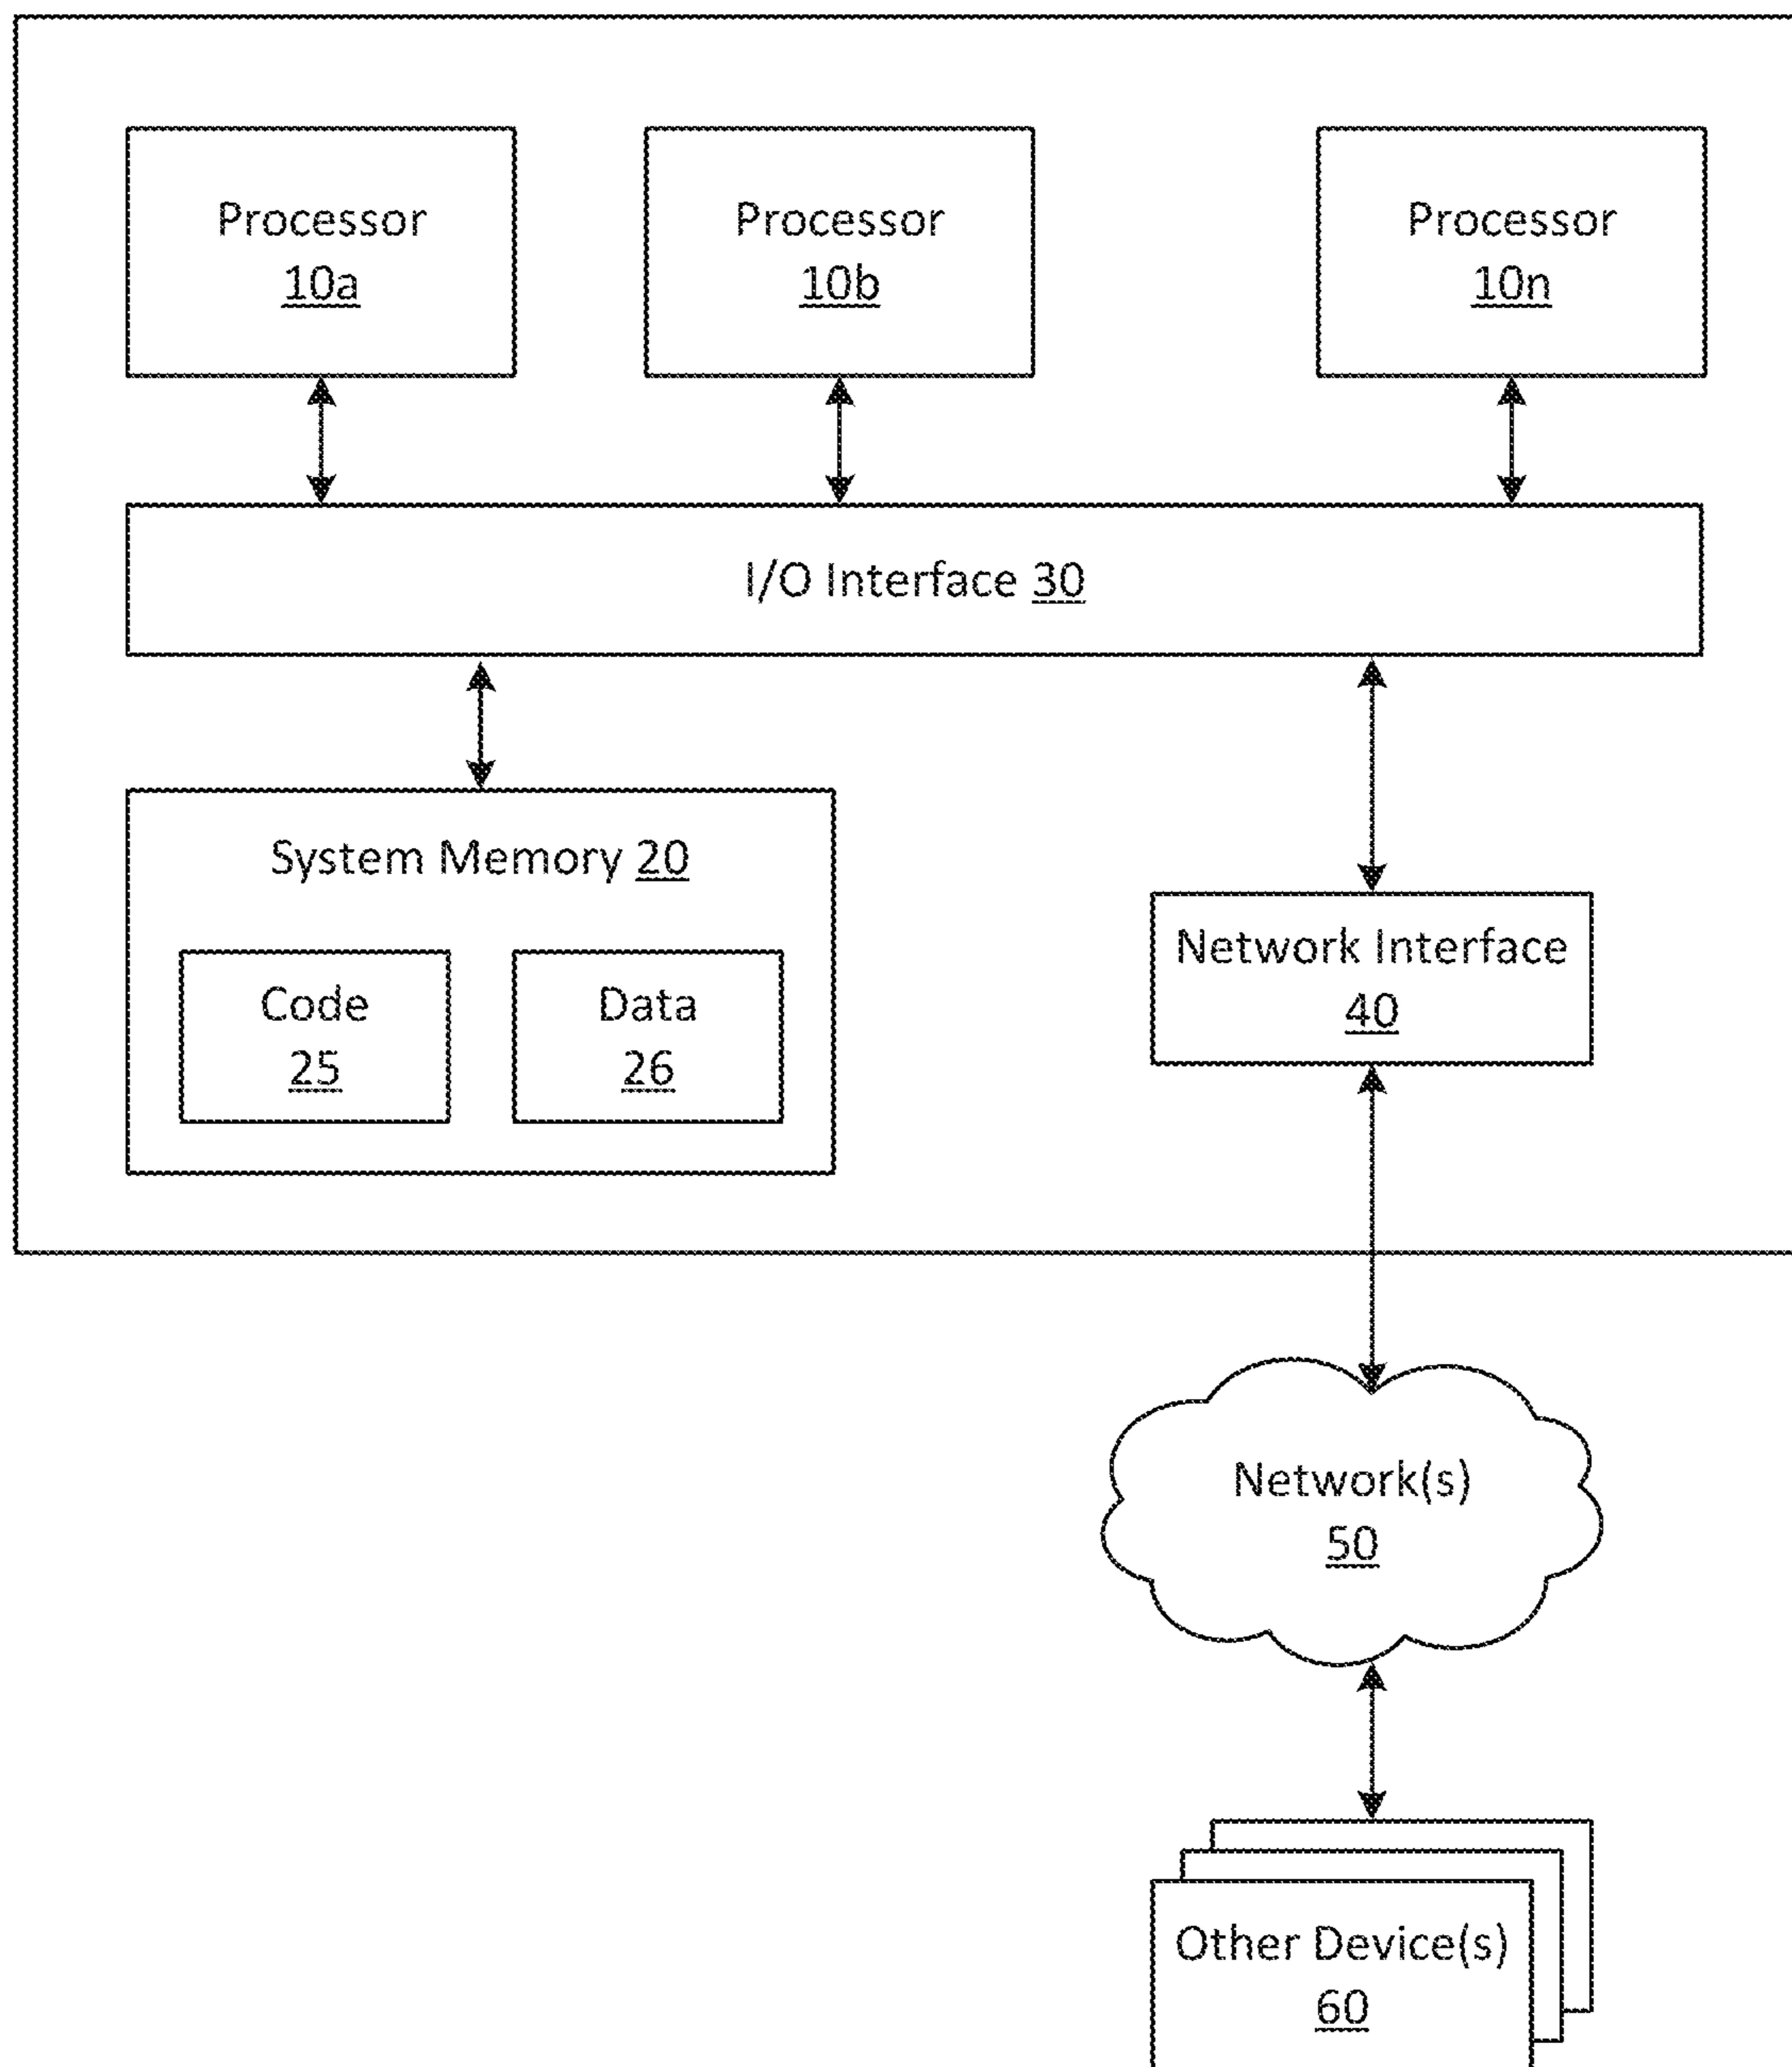 Processor
10a
Processor
10b
Processor
10n
I/O Interface 30
System Memory 20
Code
25
Data
26
Network Interface
40
Network(s)
50
Other Device(s)
60